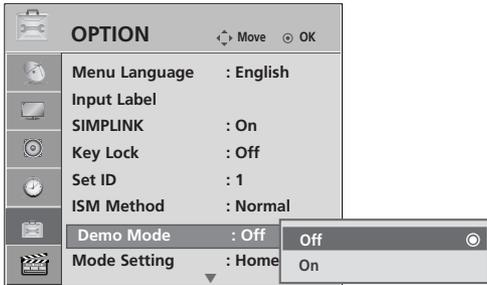 OPTION Move OK
Menu Language : English
Input Label
SIMPLINK : On
Key Lock : Off
Set ID : 1
ISM Method : Normal
Demo Mode : Off
Mode Setting : Home
Off
On